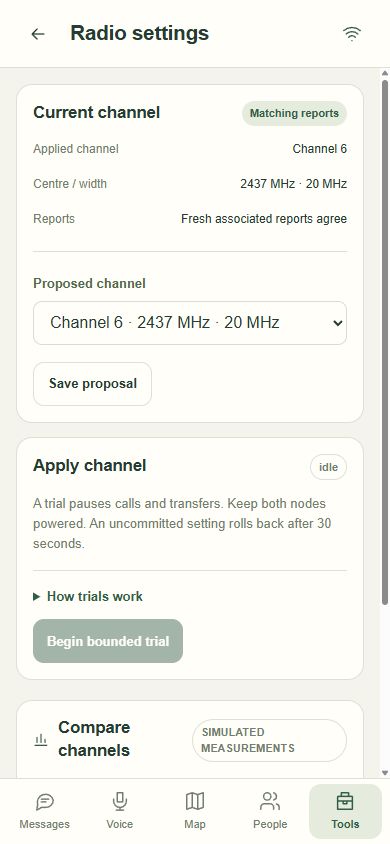 Radio settings
Current channel
Matching reports
Applied channel
Channel 6
Centre / width
2437 MHz · 20 MHz
Reports
Fresh associated reports agree
Proposed channel
Channel 6 · 2437 MHz · 20 MHz
Save proposal
Apply channel
idle
A trial pauses calls and transfers. Keep both nodes
powered. An uncommitted setting rolls back after 30
seconds.
How trials work
Begin bounded trial
Compare
channels
SIMULATED
MEASUREMENTS
Messages
Voice
Map
People
Tools